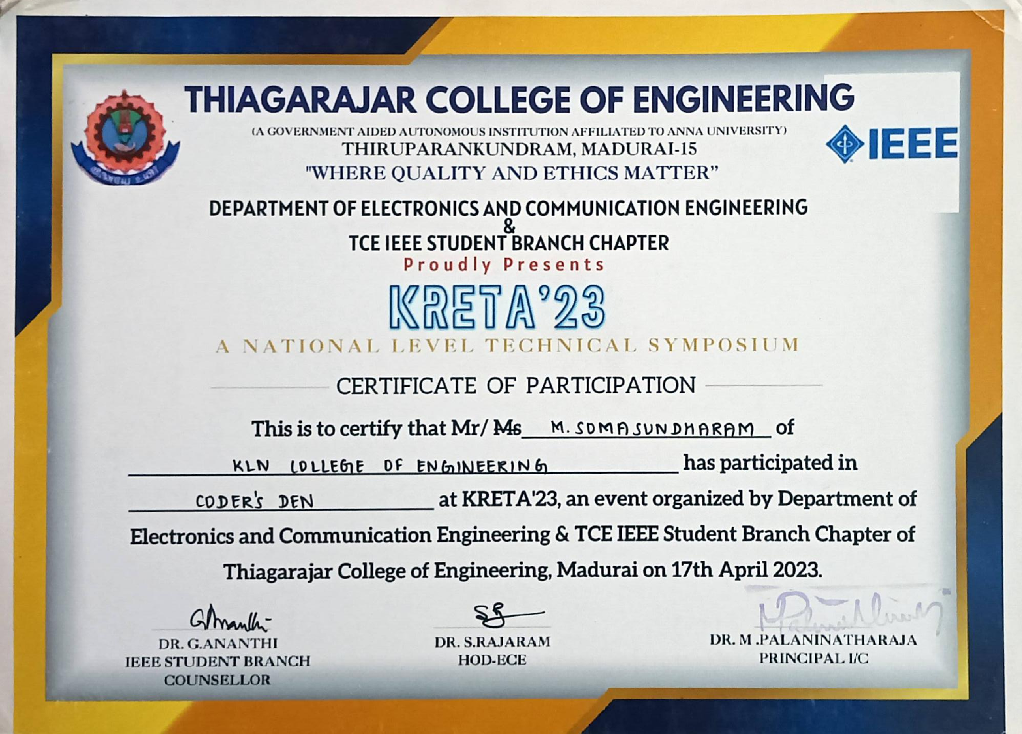 THIAGARAJAR COLLEGE OF ENGINEERING
(A GOVERNMENT AIDED AUTONOMOUS INSTITUTION AFFILIATED TO ANNA UNIVERSITY)
THIRUPARANKUNDRAM, MADURAI-15
IEEE
"WHERE QUALITY AND ETHICS MATTER"
DEPARTMENT OF ELECTRONICS AND COMMUNICATION ENGINEERING
&
TCE IEEE STUDENT BRANCH CHAPTER
Proudly Presents
KRETA'23
A NATIONAL LEVEL TECHNICAL SYMPOSIUM
CERTIFICATE OF PARTICIPATION
This is to certify that Mr/ Ms M. SOMASUNDHARAM of
KLN COLLEGE OF ENGINEERING has participated in
CODER'S DEN at KRETA'23, an event organized by Department of
Electronics and Communication Engineering & TCE IEEE Student Branch Chapter of
Thiagarajar College of Engineering, Madurai on 17th April 2023.
DR. G.ANANTHI
IEEE STUDENT BRANCH
COUNSELLOR
DR. S.RAJARAM
HOD-ECE
DR. M .PALANINATHARAJA
PRINCIPAL I/C